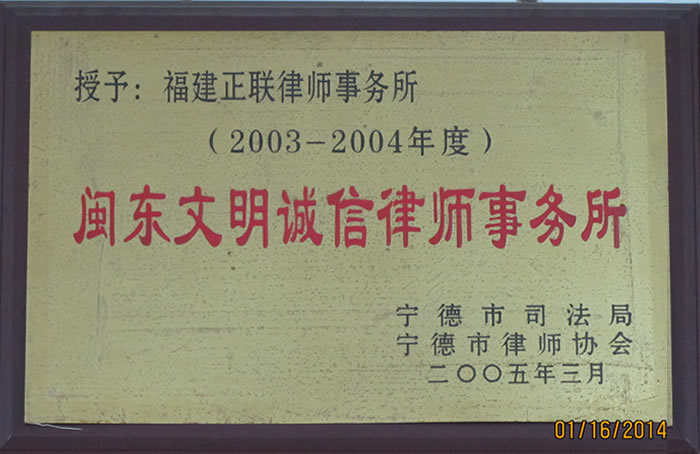 授予：福建正联律师事务所
（2003-2004年度）
闽东文明诚信律师事务所
宁德市司法局
宁德市律师协会
二〇〇五年三月
01/16/2014